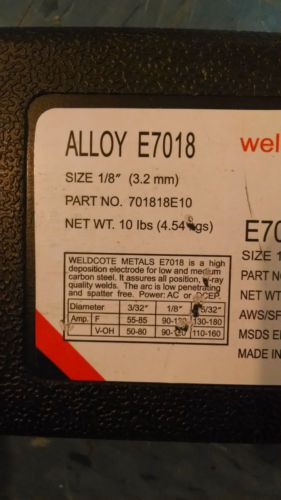 ALLOY E7018
SIZE 1/8" (3.2 mm)
PART NO. 701818E10
NET WT. 10 lbs (4.54 kgs)
WELDCOTE METALS E7018 is a high
deposition electrode for low and medium
carbon steel. It assures all position, x-ray
quality welds. The arc is low penetrating
and spatter free. Power: AC or DCEP.
Diameter 3/32" 1/8" 5/32"
Amp. F 55-85 130-180
V-OH 50-80 110-160
wel
E70
SIZE 1
PART NO
NET WT
AWS/SF
MSDS E
MADE IN